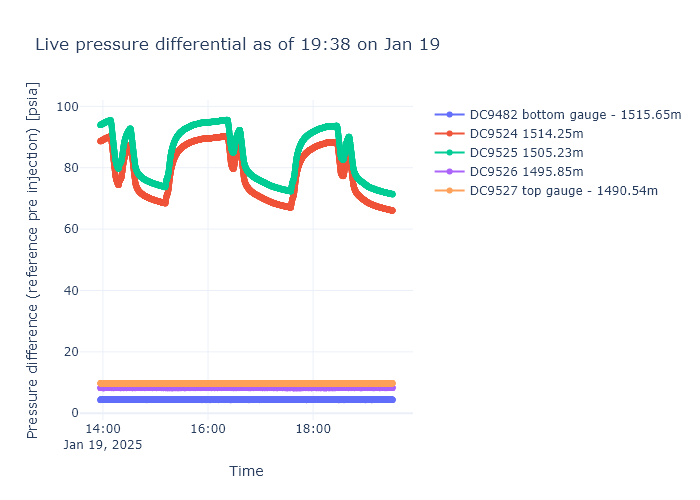 Live pressure differential as of 19:38 on Jan 19
Pressure difference (reference pre injection) [psia]
100
80
60
40
20
0
14:00
Jan 19, 2025
16:00
18:00
Time
DC9482 bottom gauge - 1515.65m
DC9524 1514.25m
DC9525 1505.23m
DC9526 1495.85m
DC9527 top gauge - 1490.54m